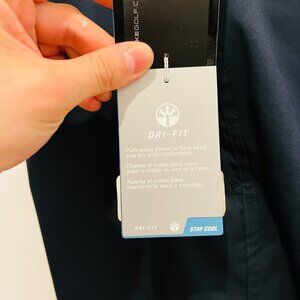 KEGOLF.C
DRI-FIT
Pulls away sweat to help keep
you dry and comfortable.
Chasse la sueur pour vous
aider à rester au sec et à l'aise.
Aparta el sudor para
mantenerte seco y cómodo.
DRI-FIT
STAY COOL